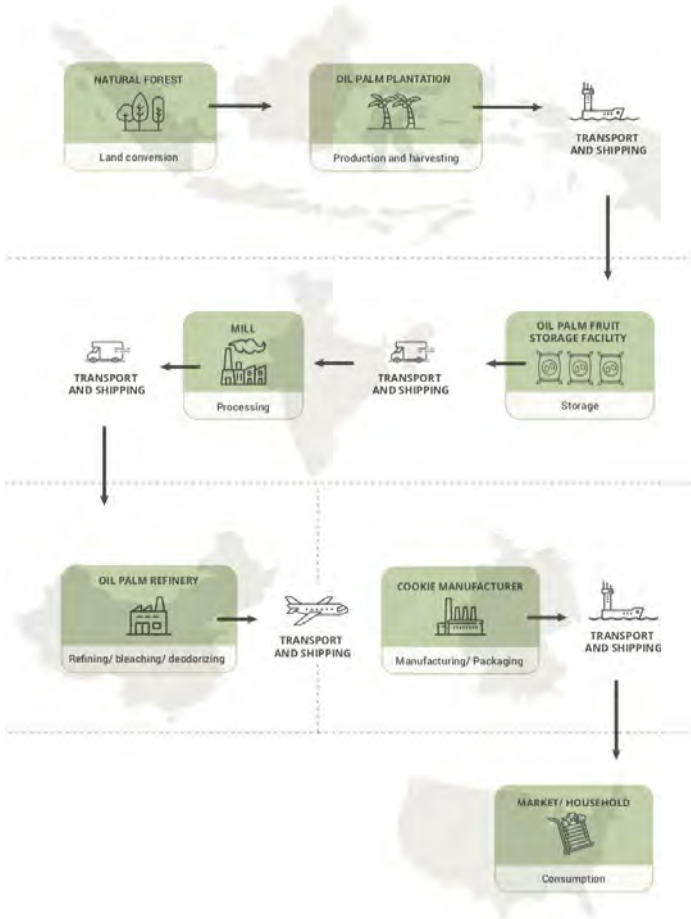 NATURAL FOREST
Land conversion
OIL PALM PLANTATION
Production and harvesting
TRANSPORT
AND SHIPPING
OIL PALM FRUIT
STORAGE FACILITY
Storage
TRANSPORT
AND SHIPPING
MILL
Processing
TRANSPORT
AND SHIPPING
OIL PALM REFINERY
Refining/ bleaching/ deodorizing
TRANSPORT
AND SHIPPING
COOKIE MANUFACTURER
Manufacturing/ Packaging
TRANSPORT
AND SHIPPING
MARKET/ HOUSEHOLD
Consumption